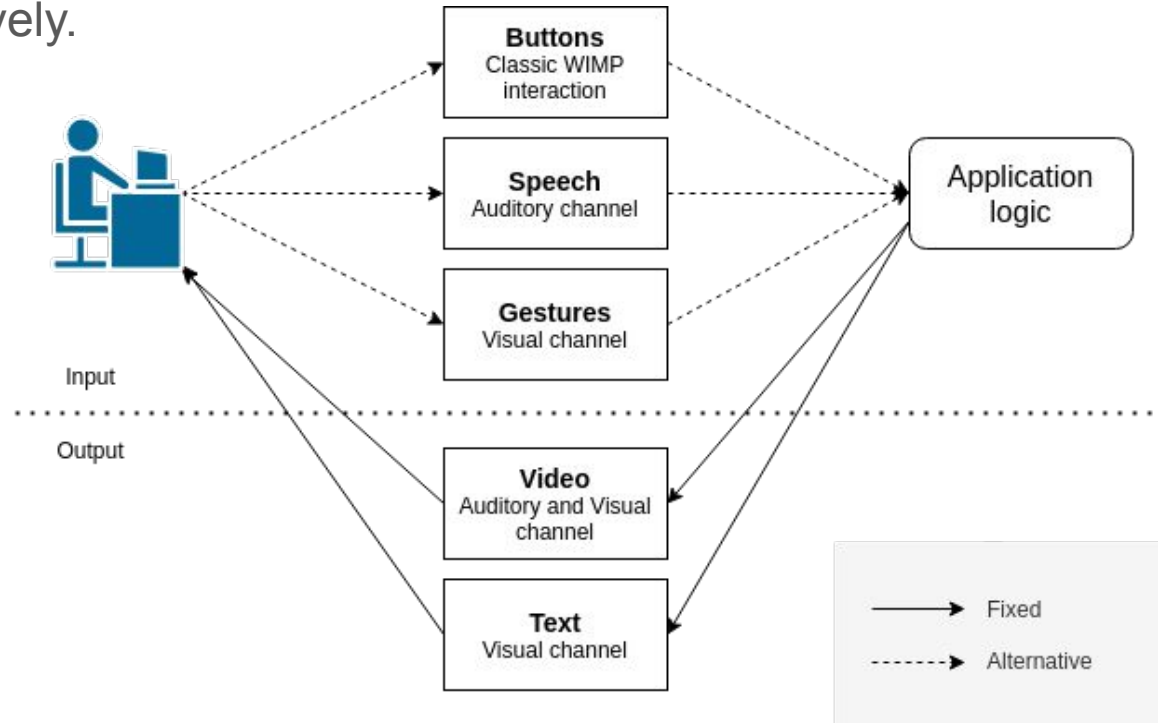 vely.
Buttons
Classic WIMP
interaction
Speech
Auditory channel
Application
logic
Gestures
Visual channel
Input
Output
Video
Auditory and Visual
channel
Text
Visual channel
Fixed
Alternative